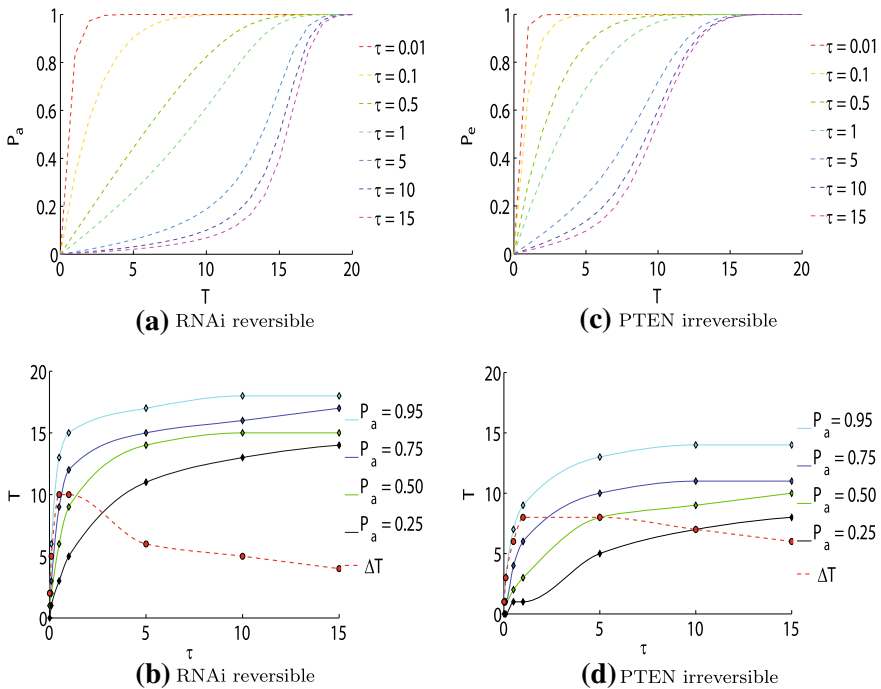 1
0.8
0.6
0.4
0.2
0
P_a
0 5 10 15 20
T
τ = 0.01
τ = 0.1
τ = 0.5
τ = 1
τ = 5
τ = 10
τ = 15
(a) RNAi reversible
1
0.8
0.6
0.4
0.2
0
P_e
0 5 10 15 20
T
τ = 0.01
τ = 0.1
τ = 0.5
τ = 1
τ = 5
τ = 10
τ = 15
(c) PTEN irreversible
20
15
10
5
0
T
0 5 10 15
τ
P_a = 0.95
P_a = 0.75
P_a = 0.50
P_a = 0.25
ΔT
(b) RNAi reversible
20
15
10
5
0
T
0 5 10 15
τ
P_a = 0.95
P_a = 0.75
P_a = 0.50
P_a = 0.25
ΔT
(d) PTEN irreversible